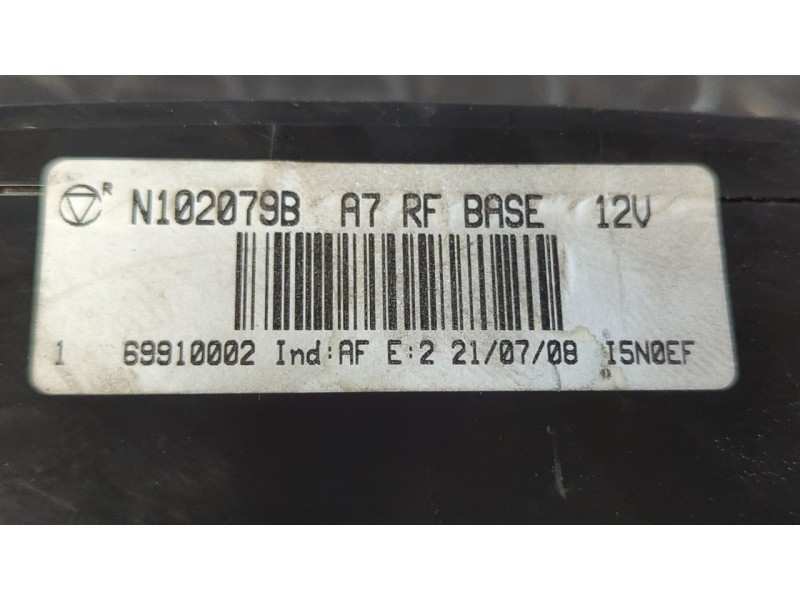 R N102079B A7 RF BASE 12V
1 69910002 Ind:AF E:2 21/07/08 I5N0EF